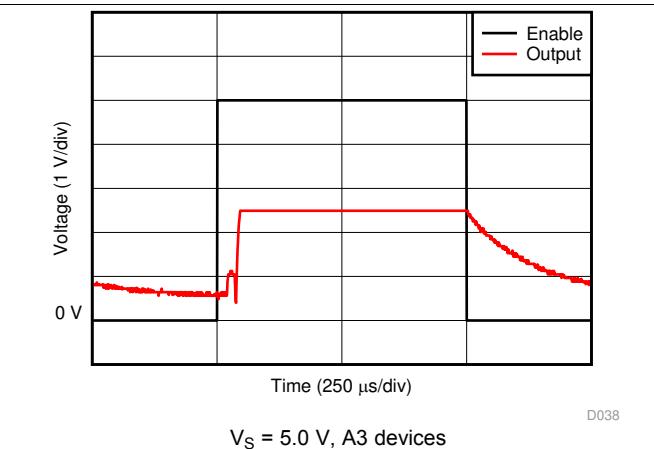 Enable
Output
Voltage (1 V/div)
0 V
Time (250 μs/div)
D038
V_S = 5.0 V, A3 devices